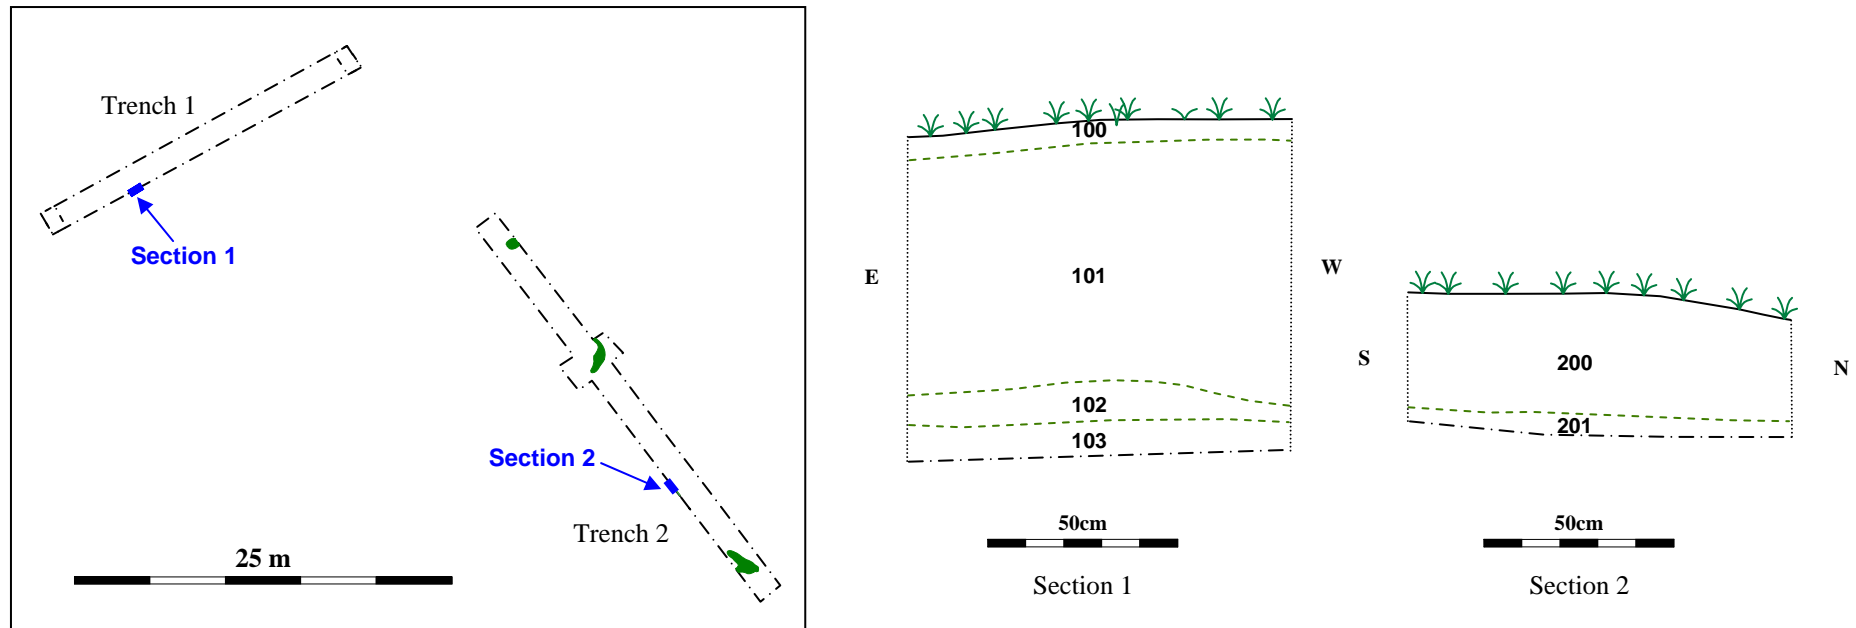 Trench 1
Section 1
Section 2
Trench 2
25 m
100
101
E
W
102
103
50cm
Section 1
S
200
N
201
50cm
Section 2